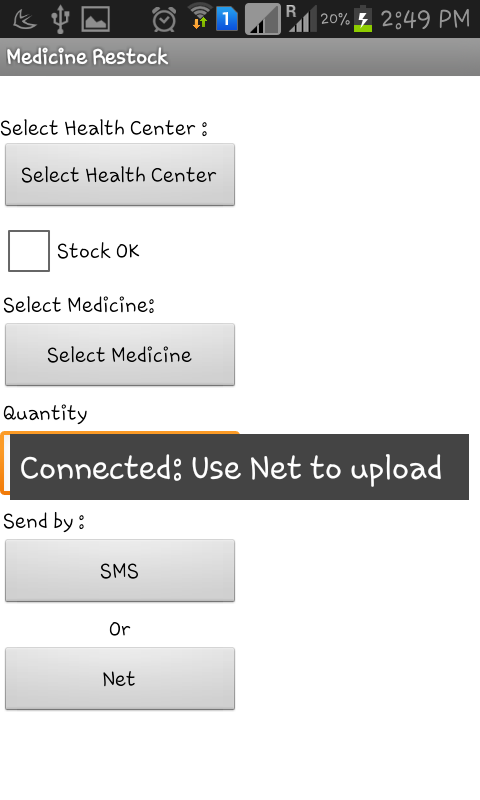 1 R 20% 2:49 PM
Medicine Restock
Select Health Center :
Select Health Center
Stock OK
Select Medicine:
Select Medicine
Quantity
Connected: Use Net to upload
Send by :
SMS
Or
Net